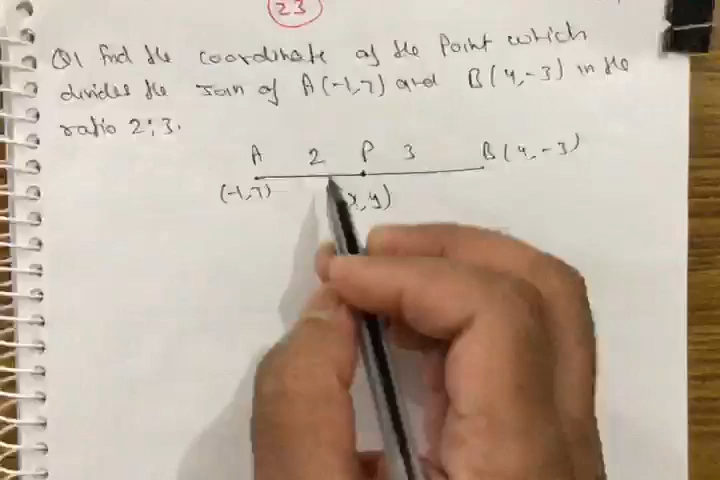 23
Q1 find the coordinate of the Point which
divides the Join of A(-1,7) and B(4,-3) in the
ratio 2:3.
A 2 P 3 B(4,-3)
(-1,7) x,y)